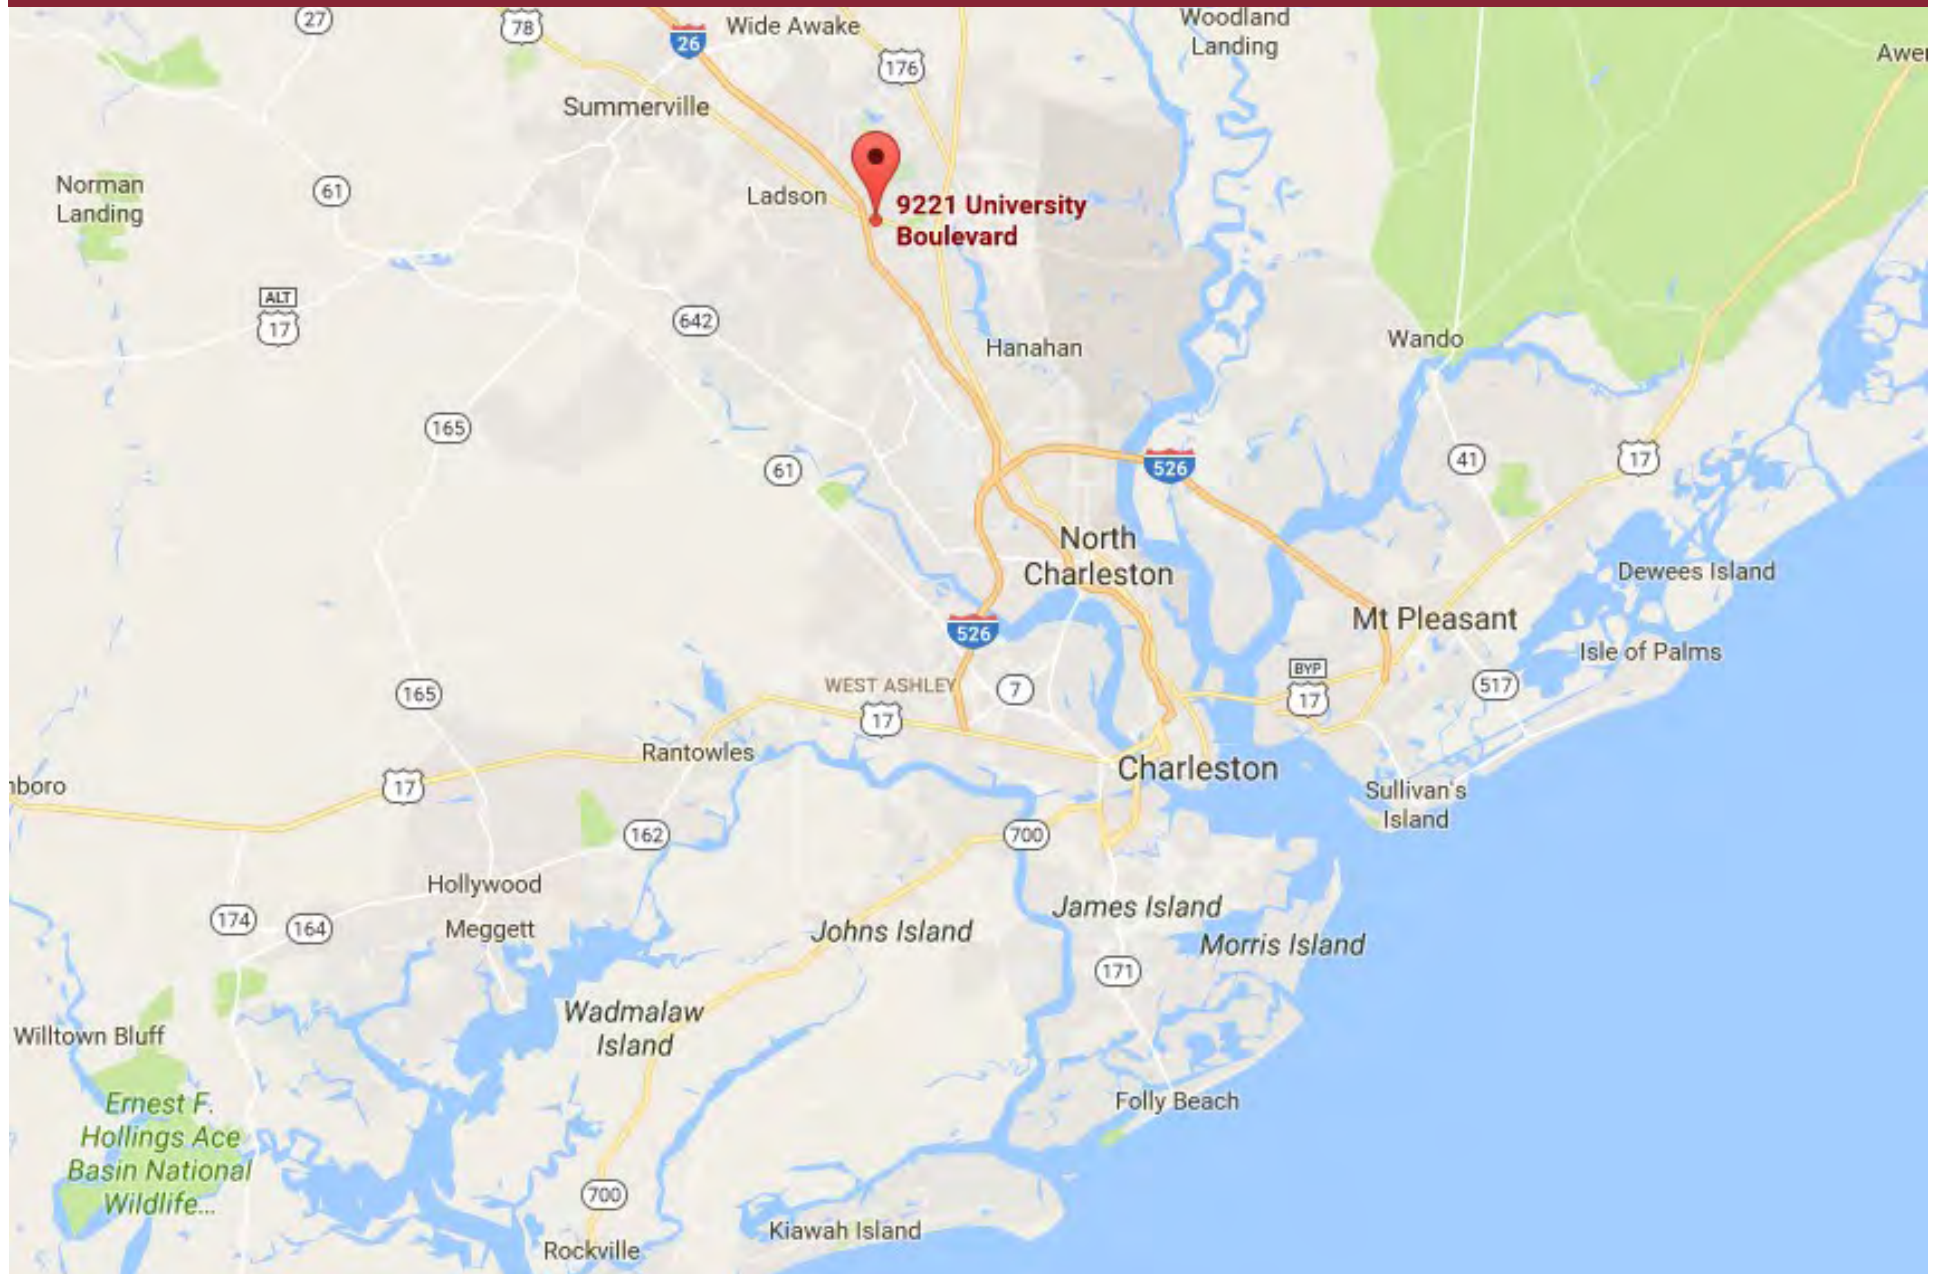 27
78
26
Wide Awake
Woodland
Landing
176
Summerville
Norman
Landing
61
Ladson
9221 University
Boulevard
ALT
17
642
Hanahan
Wando
165
61
526
41
17
North
Charleston
Dewees Island
Mt Pleasant
526
Isle of Palms
BYP
17
517
165
WEST ASHLEY
7
17
Rantowles
Charleston
17
Sullivan's
Island
162
700
Hollywood
174
164
Meggett
James Island
Johns Island
Morris Island
171
Wadmalaw
Island
Willtown Bluff
Ernest F.
Hollings Ace
Basin National
Wildlife...
Folly Beach
700
Kiawah Island
Rockville